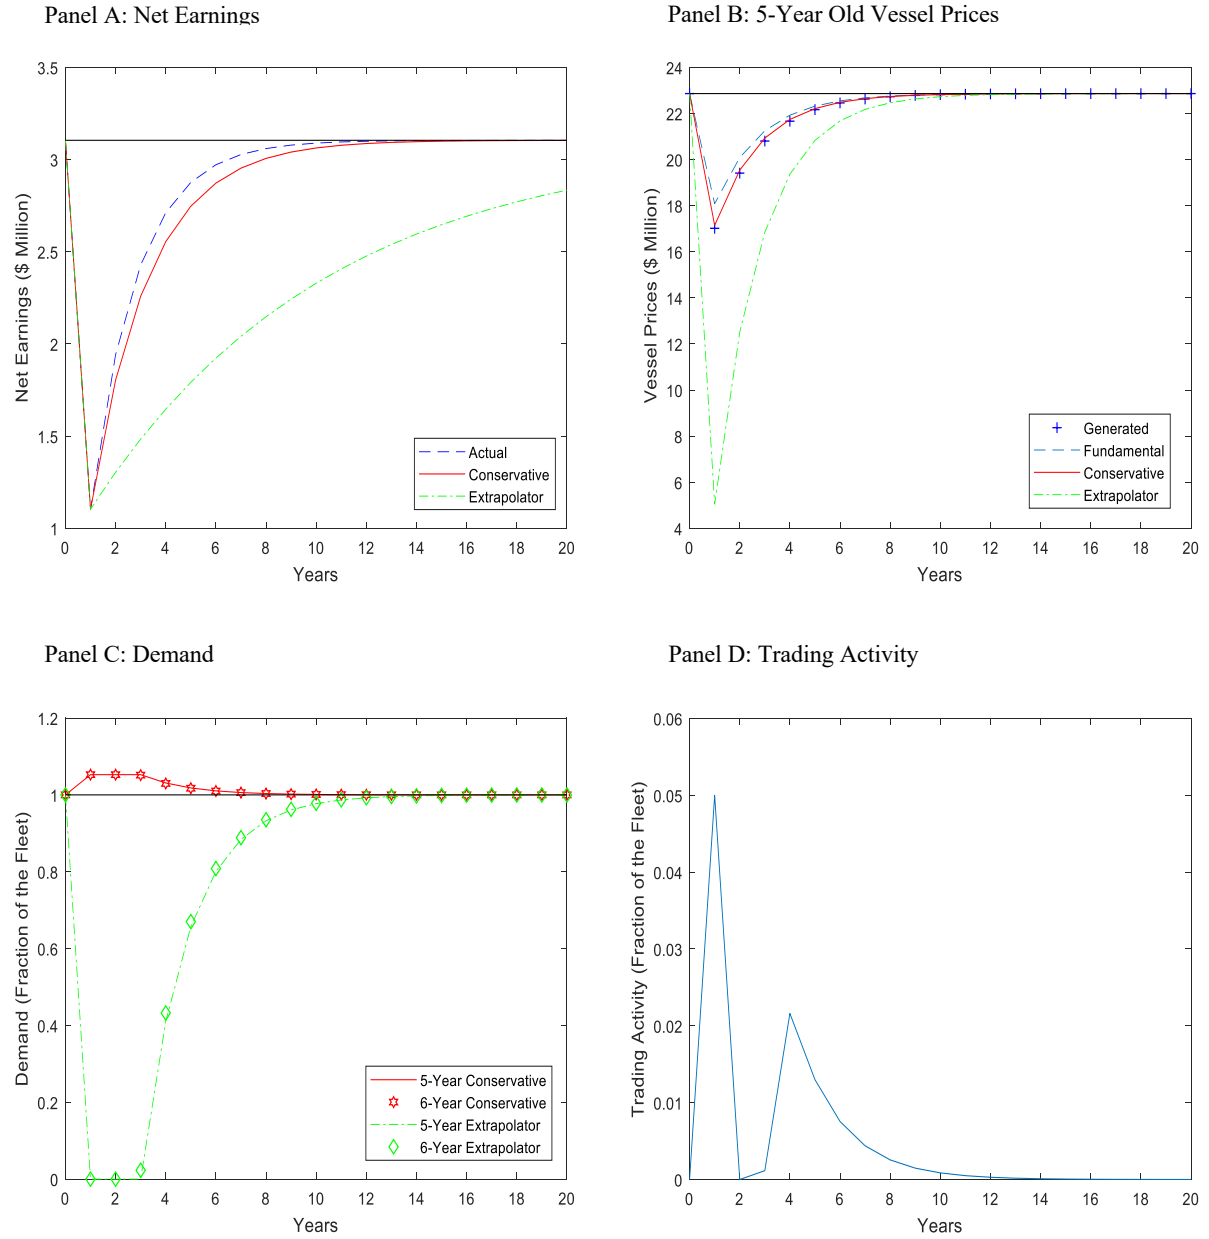 Panel A: Net Earnings
Panel B: 5-Year Old Vessel Prices
3.5
3
2.5
2
1.5
1
Net Earnings ($ Million)
0 2 4 6 8 10 12 14 16 18 20
Years
Actual
Conservative
Extrapolator
24
22
20
18
16
14
12
10
8
6
4
Vessel Prices ($ Million)
0 2 4 6 8 10 12 14 16 18 20
Years
Generated
Fundamental
Conservative
Extrapolator
Panel C: Demand
Panel D: Trading Activity
1.2
1
0.8
0.6
0.4
0.2
0
Demand (Fraction of the Fleet)
0 2 4 6 8 10 12 14 16 18 20
Years
5-Year Conservative
6-Year Conservative
5-Year Extrapolator
6-Year Extrapolator
0.06
0.05
0.04
0.03
0.02
0.01
0
Trading Activity (Fraction of the Fleet)
0 2 4 6 8 10 12 14 16 18 20
Years